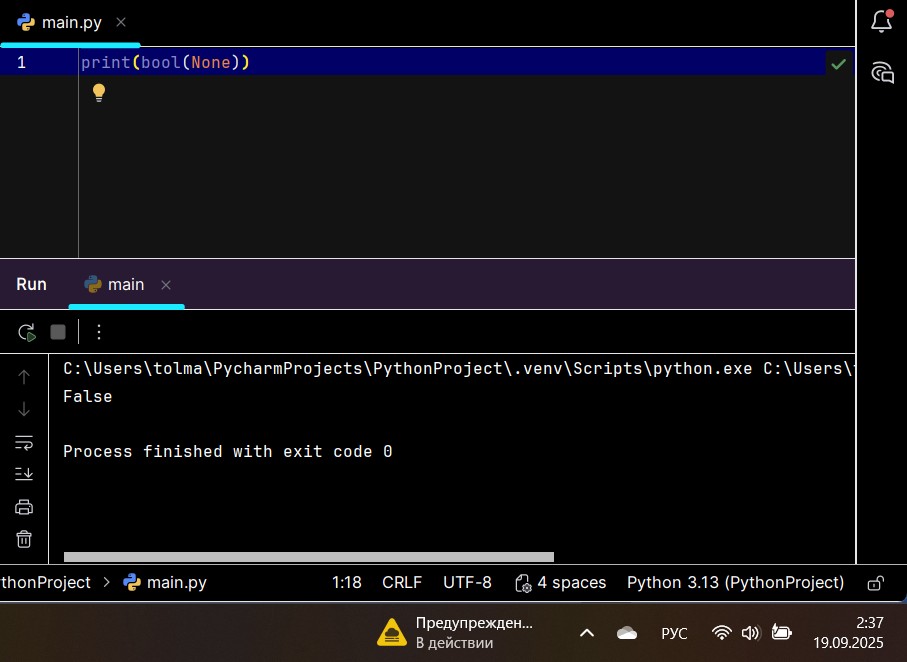 main.py
1 print(bool(None))
Run main
C:\Users\tolma\PycharmProjects\PythonProject\.venv\Scripts\python.exe C:\Users\
False
Process finished with exit code 0
thonProject > main.py 1:18 CRLF UTF-8 4 spaces Python 3.13 (PythonProject)
Предупрежден...
В действии
РУС
2:37
19.09.2025